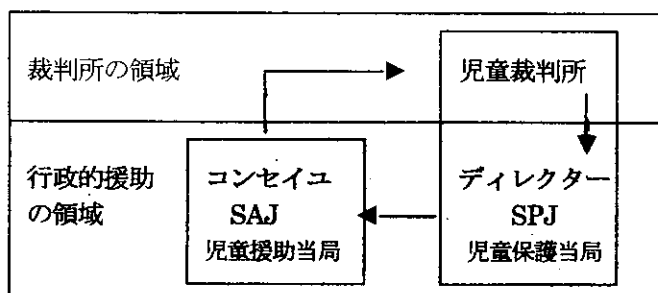 裁判所の領域
児童裁判所
行政的援助
の領域
コンセイユ
SAJ
児童援助当局
ディレクター
SPJ
児童保護当局